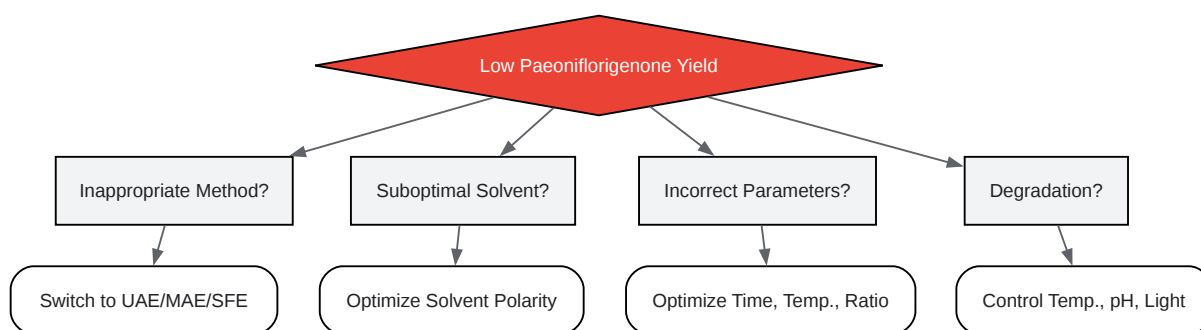 Low Paeoniflorigenone Yield
Inappropriate Method?
Suboptimal Solvent?
Incorrect Parameters?
Degradation?
Switch to UAE/MAE/SFE
Optimize Solvent Polarity
Optimize Time, Temp., Ratio
Control Temp., pH, Light